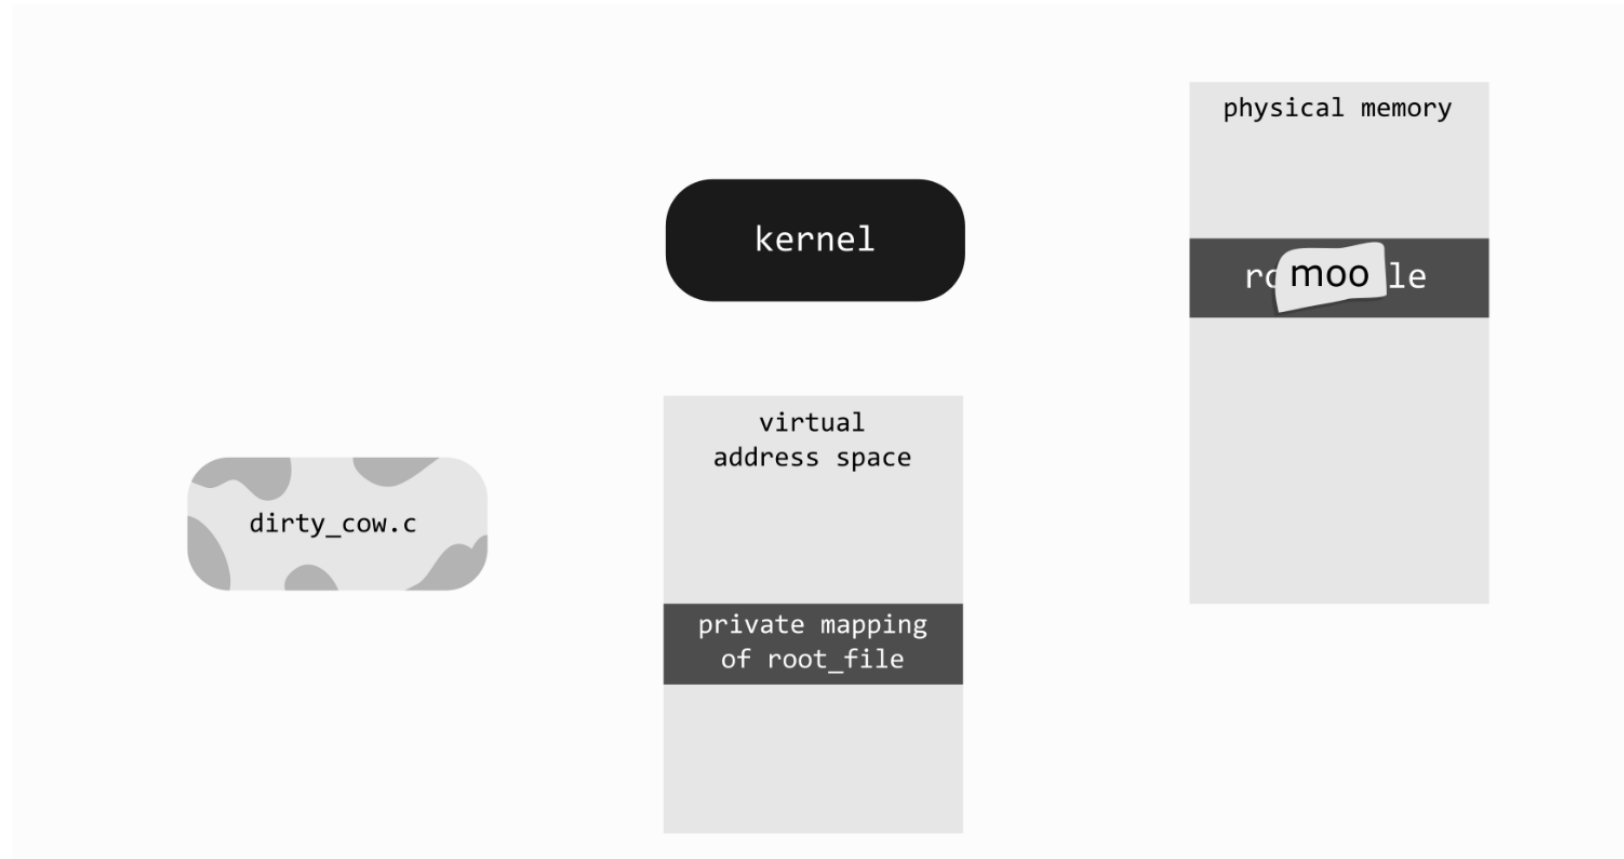 physical memory
kernel
ro moo le
virtual
address space
dirty_cow.c
private mapping
of root_file